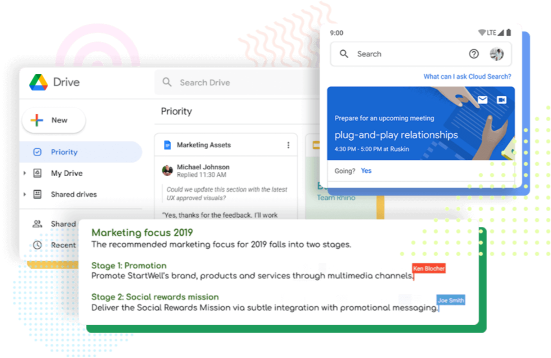 9:00
LTE
Search
What can I ask Cloud Search?
Prepare for an upcoming meeting
plug-and-play relationships
4:30 PM - 5:00 PM at Ruskin
Going? Yes
Drive
Search Drive
New
Priority
My Drive
Shared drives
Shared
Recent
Priority
Marketing Assets
Michael Johnson
Replied 11:30 AM
Could we update this section with the latest
UX approved visuals?
"Yes, thanks for the feedback. I'll work
Team Rhino
Marketing focus 2019
The recommended marketing focus for 2019 falls into two stages.
Stage 1: Promotion
Promote StartWell's brand, products and services through multimedia channels.
Ken Blocher
Stage 2: Social rewards mission
Deliver the Social Rewards Mission via subtle integration with promotional messaging.
Joe Smith